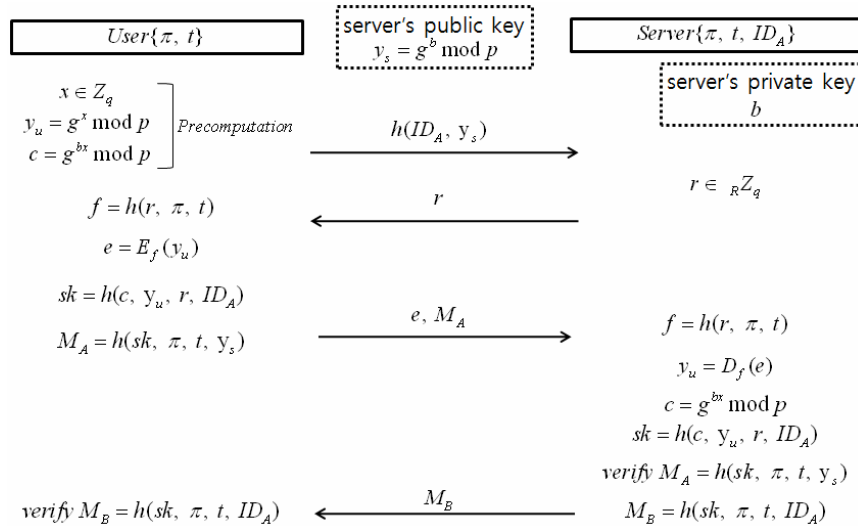 User{π, t}
server's public key
y_s = g^b mod p
Server{π, t, ID_A}
server's private key
b
x ∈ Z_q
y_u = g^x mod p
c = g^{bx} mod p
Precomputation
h(ID_A, y_s)
r ∈ _R Z_q
r
f = h(r, π, t)
e = E_f(y_u)
sk = h(c, y_u, r, ID_A)
M_A = h(sk, π, t, y_s)
e, M_A
f = h(r, π, t)
y_u = D_f(e)
c = g^{bx} mod p
sk = h(c, y_u, r, ID_A)
verify M_A = h(sk, π, t, y_s)
M_B = h(sk, π, t, ID_A)
M_B
verify M_B = h(sk, π, t, ID_A)